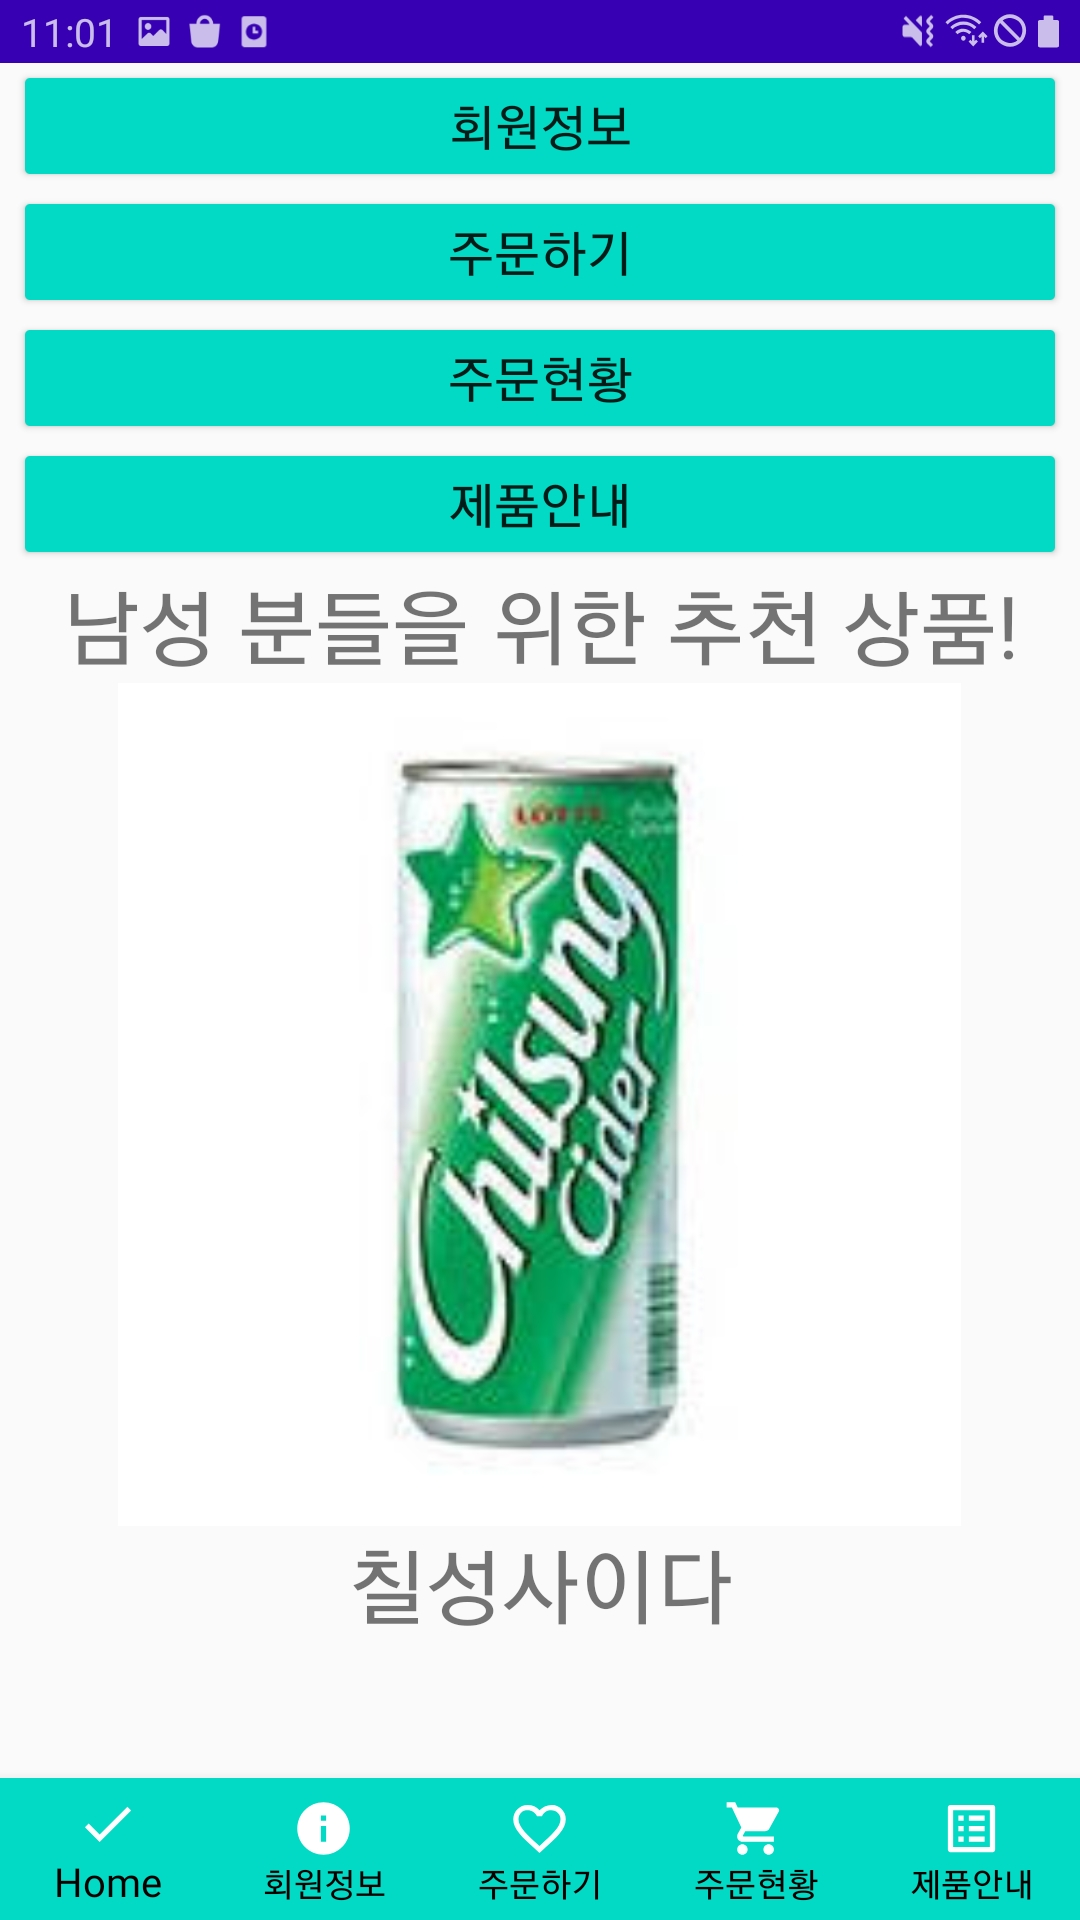 11:01
회원정보
주문하기
주문현황
제품안내
남성 분들을 위한 추천 상품!
LOTTE
Chilsung
Cider
칠성사이다
Home 회원정보 주문하기 주문현황 제품안내